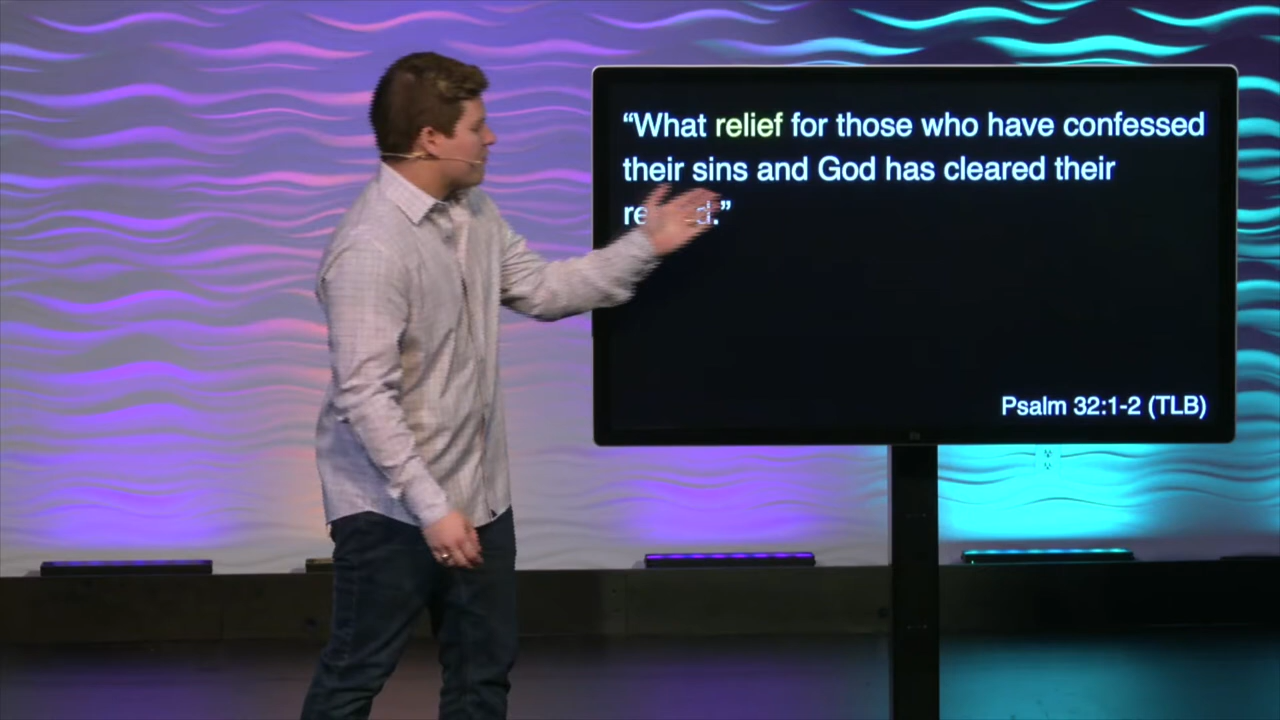 “What relief for those who have confessed
their sins and God has cleared their
Psalm 32:1-2 (TLB)